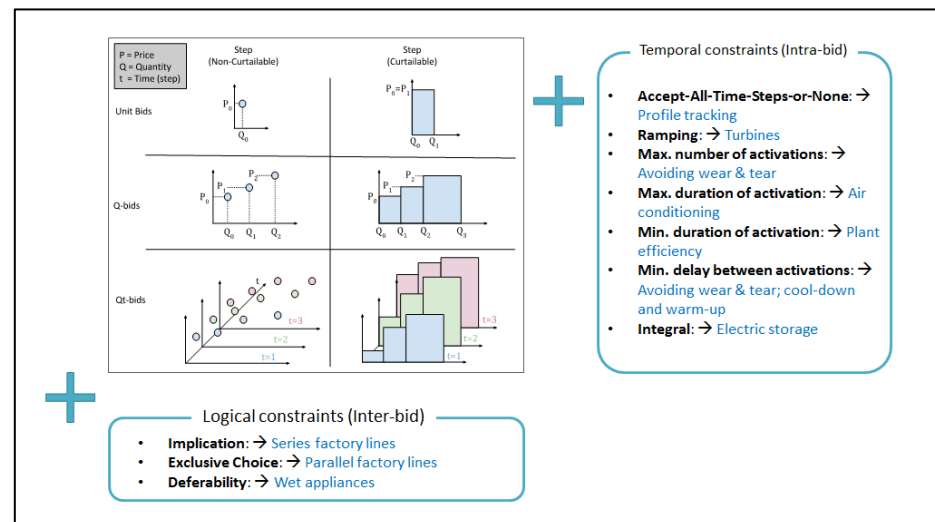 P = Price
Q = Quantity
t = Time (step)
Step
(Non-Curtailable)
Step
(Curtailable)
Unit Bids
P₀
Q₀
P₀=P₁
Q₀ Q₁
Q-bids
P₀
P₁
P₂
Q₀ Q₁ Q₂
P₀
P₁
P₂
Q₀ Q₁ Q₂ Q₃
Qt-bids
t
t=3
t=2
t=1
t=3
t=2
t=1
Temporal constraints (Intra-bid)
• Accept-All-Time-Steps-or-None: →
Profile tracking
• Ramping: → Turbines
• Max. number of activations: →
Avoiding wear & tear
• Max. duration of activation: → Air
conditioning
• Min. duration of activation: → Plant
efficiency
• Min. delay between activations: →
Avoiding wear & tear; cool-down
and warm-up
• Integral: → Electric storage
Logical constraints (Inter-bid)
• Implication: → Series factory lines
• Exclusive Choice: → Parallel factory lines
• Deferability: → Wet appliances